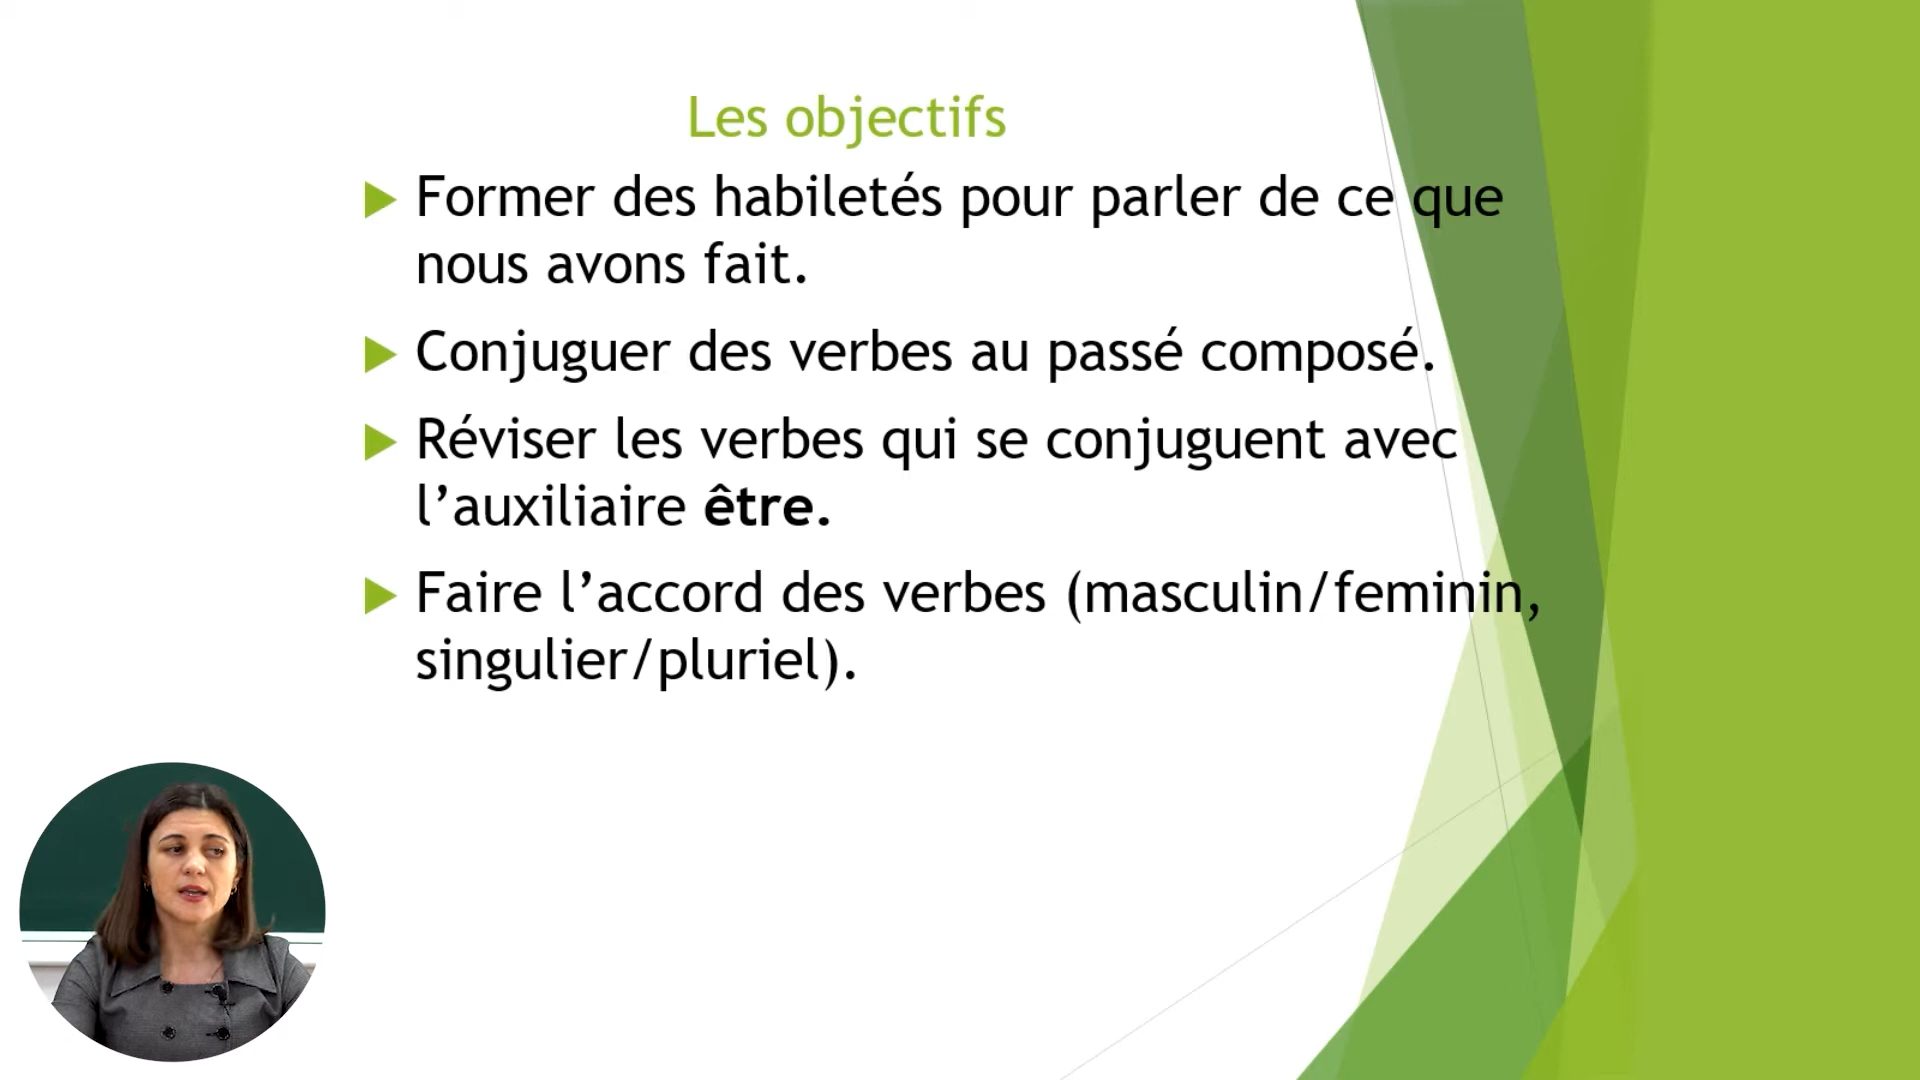 Les objectifs
Former des habiletés pour parler de ce que
nous avons fait.
Conjuguer des verbes au passé composé.
Réviser les verbes qui se conjuguent avec
l’auxiliaire être.
Faire l’accord des verbes (masculin/feminin,
singulier/pluriel).